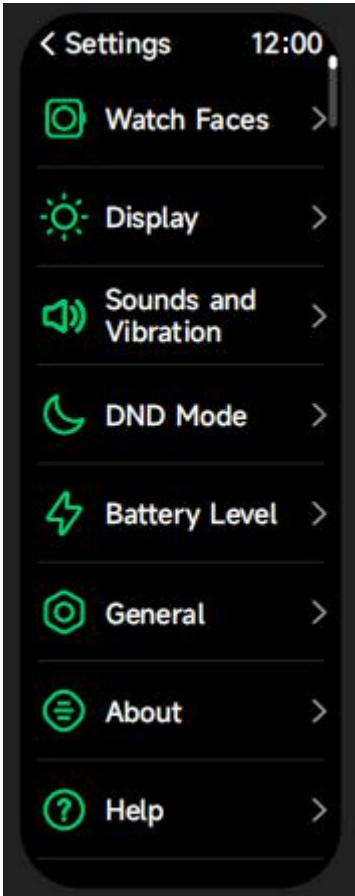 < Settings 12:00
Watch Faces >
Display >
Sounds and
Vibration >
DND Mode >
Battery Level >
General >
About >
Help >